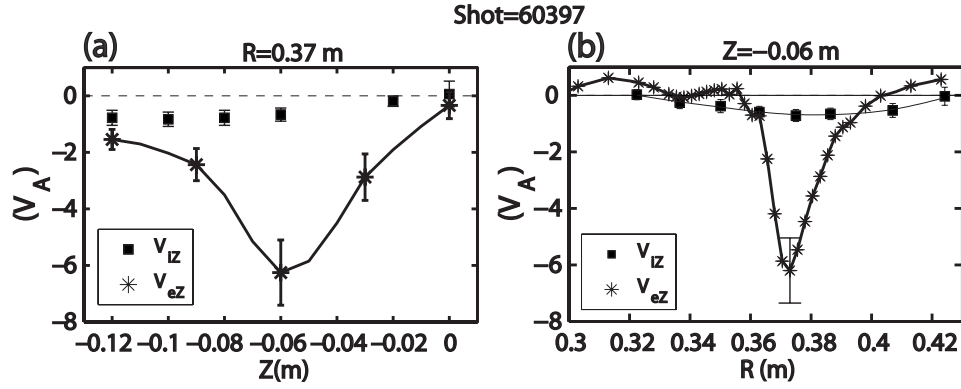 Shot=60397
(a)
R=0.37 m
0
−2
−4
−6
−8
(V_A)
V_iZ
V_eZ
−0.12 −0.1 −0.08 −0.06 −0.04 −0.02 0
Z(m)
(b)
Z=−0.06 m
0
−2
−4
−6
−8
(V_A)
V_iZ
V_eZ
0.3 0.32 0.34 0.36 0.38 0.4 0.42
R (m)